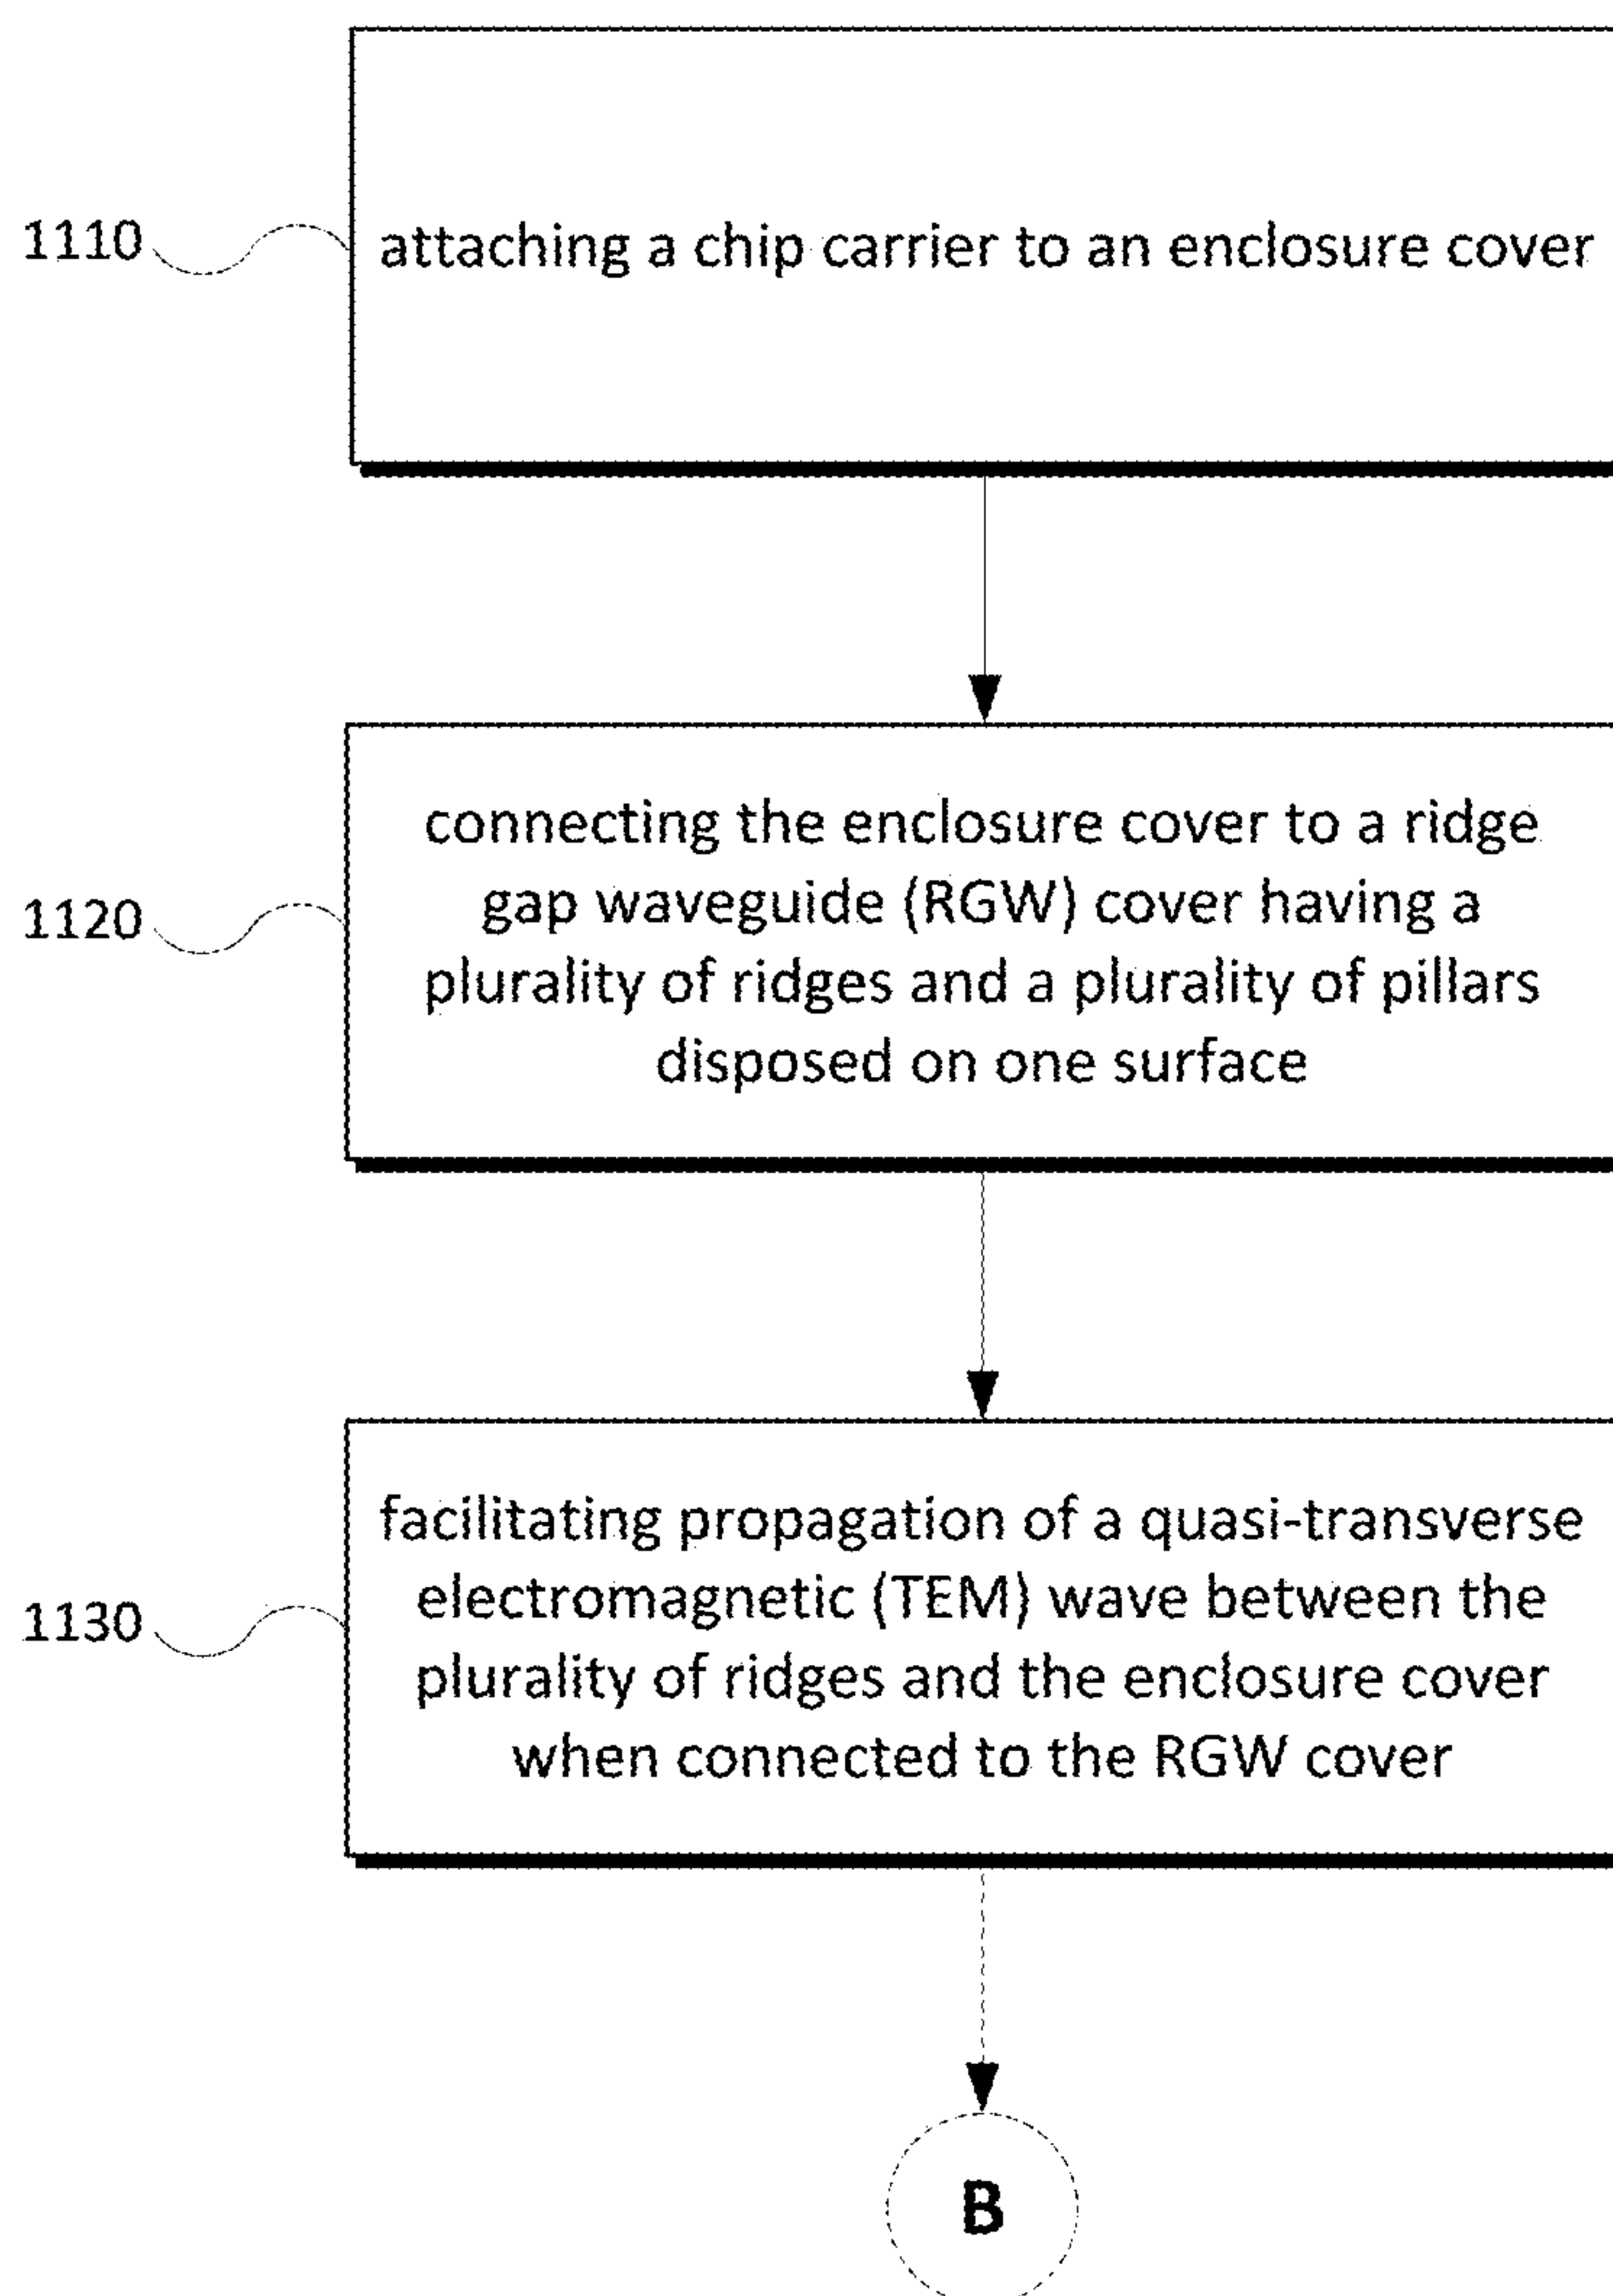 1110
attaching a chip carrier to an enclosure cover
1120
connecting the enclosure cover to a ridge
gap waveguide (RGW) cover having a
plurality of ridges and a plurality of pillars
disposed on one surface
1130
facilitating propagation of a quasi-transverse
electromagnetic (TEM) wave between the
plurality of ridges and the enclosure cover
when connected to the RGW cover
B